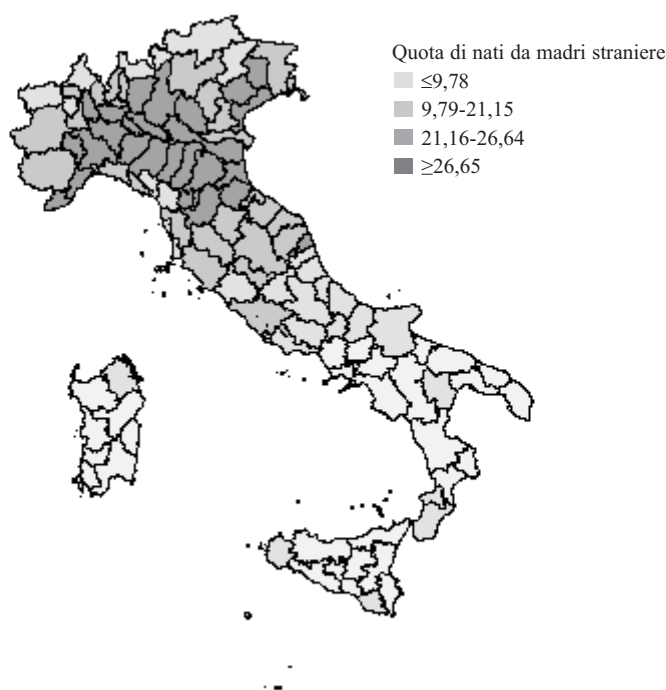 Quota di nati da madri straniere
≤9,78
9,79-21,15
21,16-26,64
≥26,65